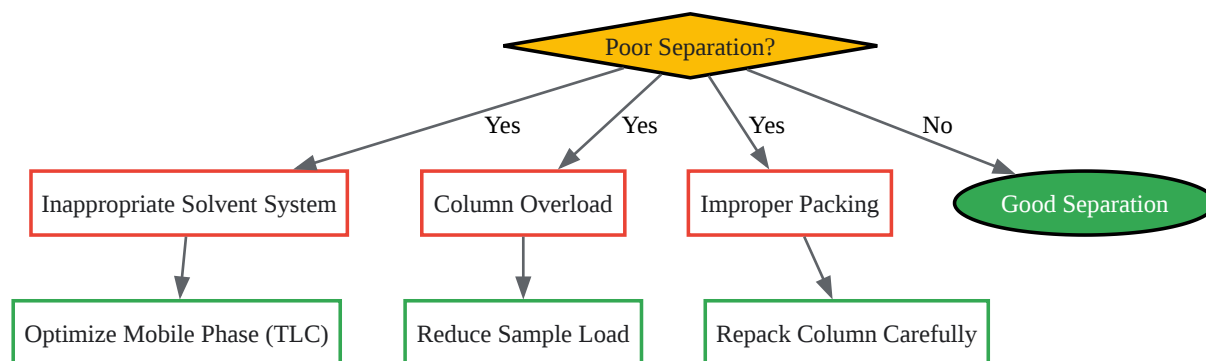 Poor Separation?
Yes
Yes
Yes
No
Inappropriate Solvent System
Column Overload
Improper Packing
Good Separation
Optimize Mobile Phase (TLC)
Reduce Sample Load
Repack Column Carefully